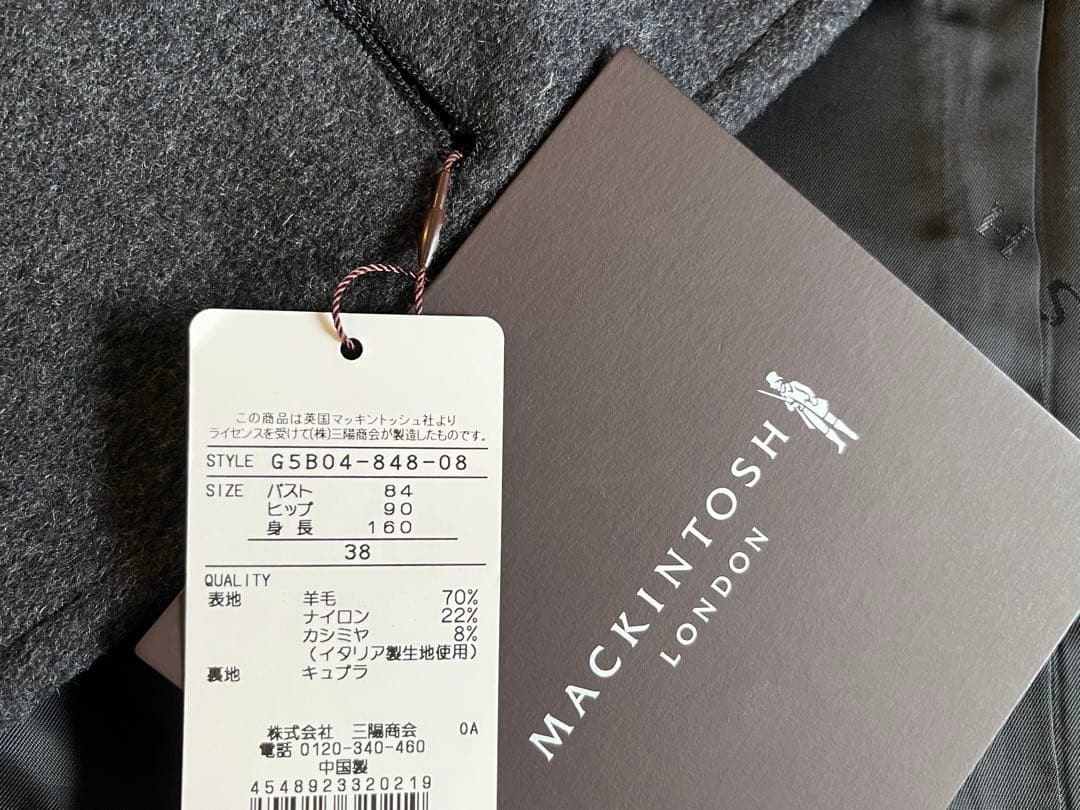 この商品は英国マッキントッシュ社より
ライセンスを受けて(株)三陽商会が製造したものです。
STYLE G5B04-848-08
SIZE バスト 84
ヒップ 90
身長 160
38
QUALITY
表地 羊毛 70%
ナイロン 22%
カシミヤ 8%
(イタリア製生地使用)
裏地 キュプラ
株式会社 三陽商会 0A
電話 0120-340-460
中国製
4548923320219
MACKINTOSH
LONDON
H
S